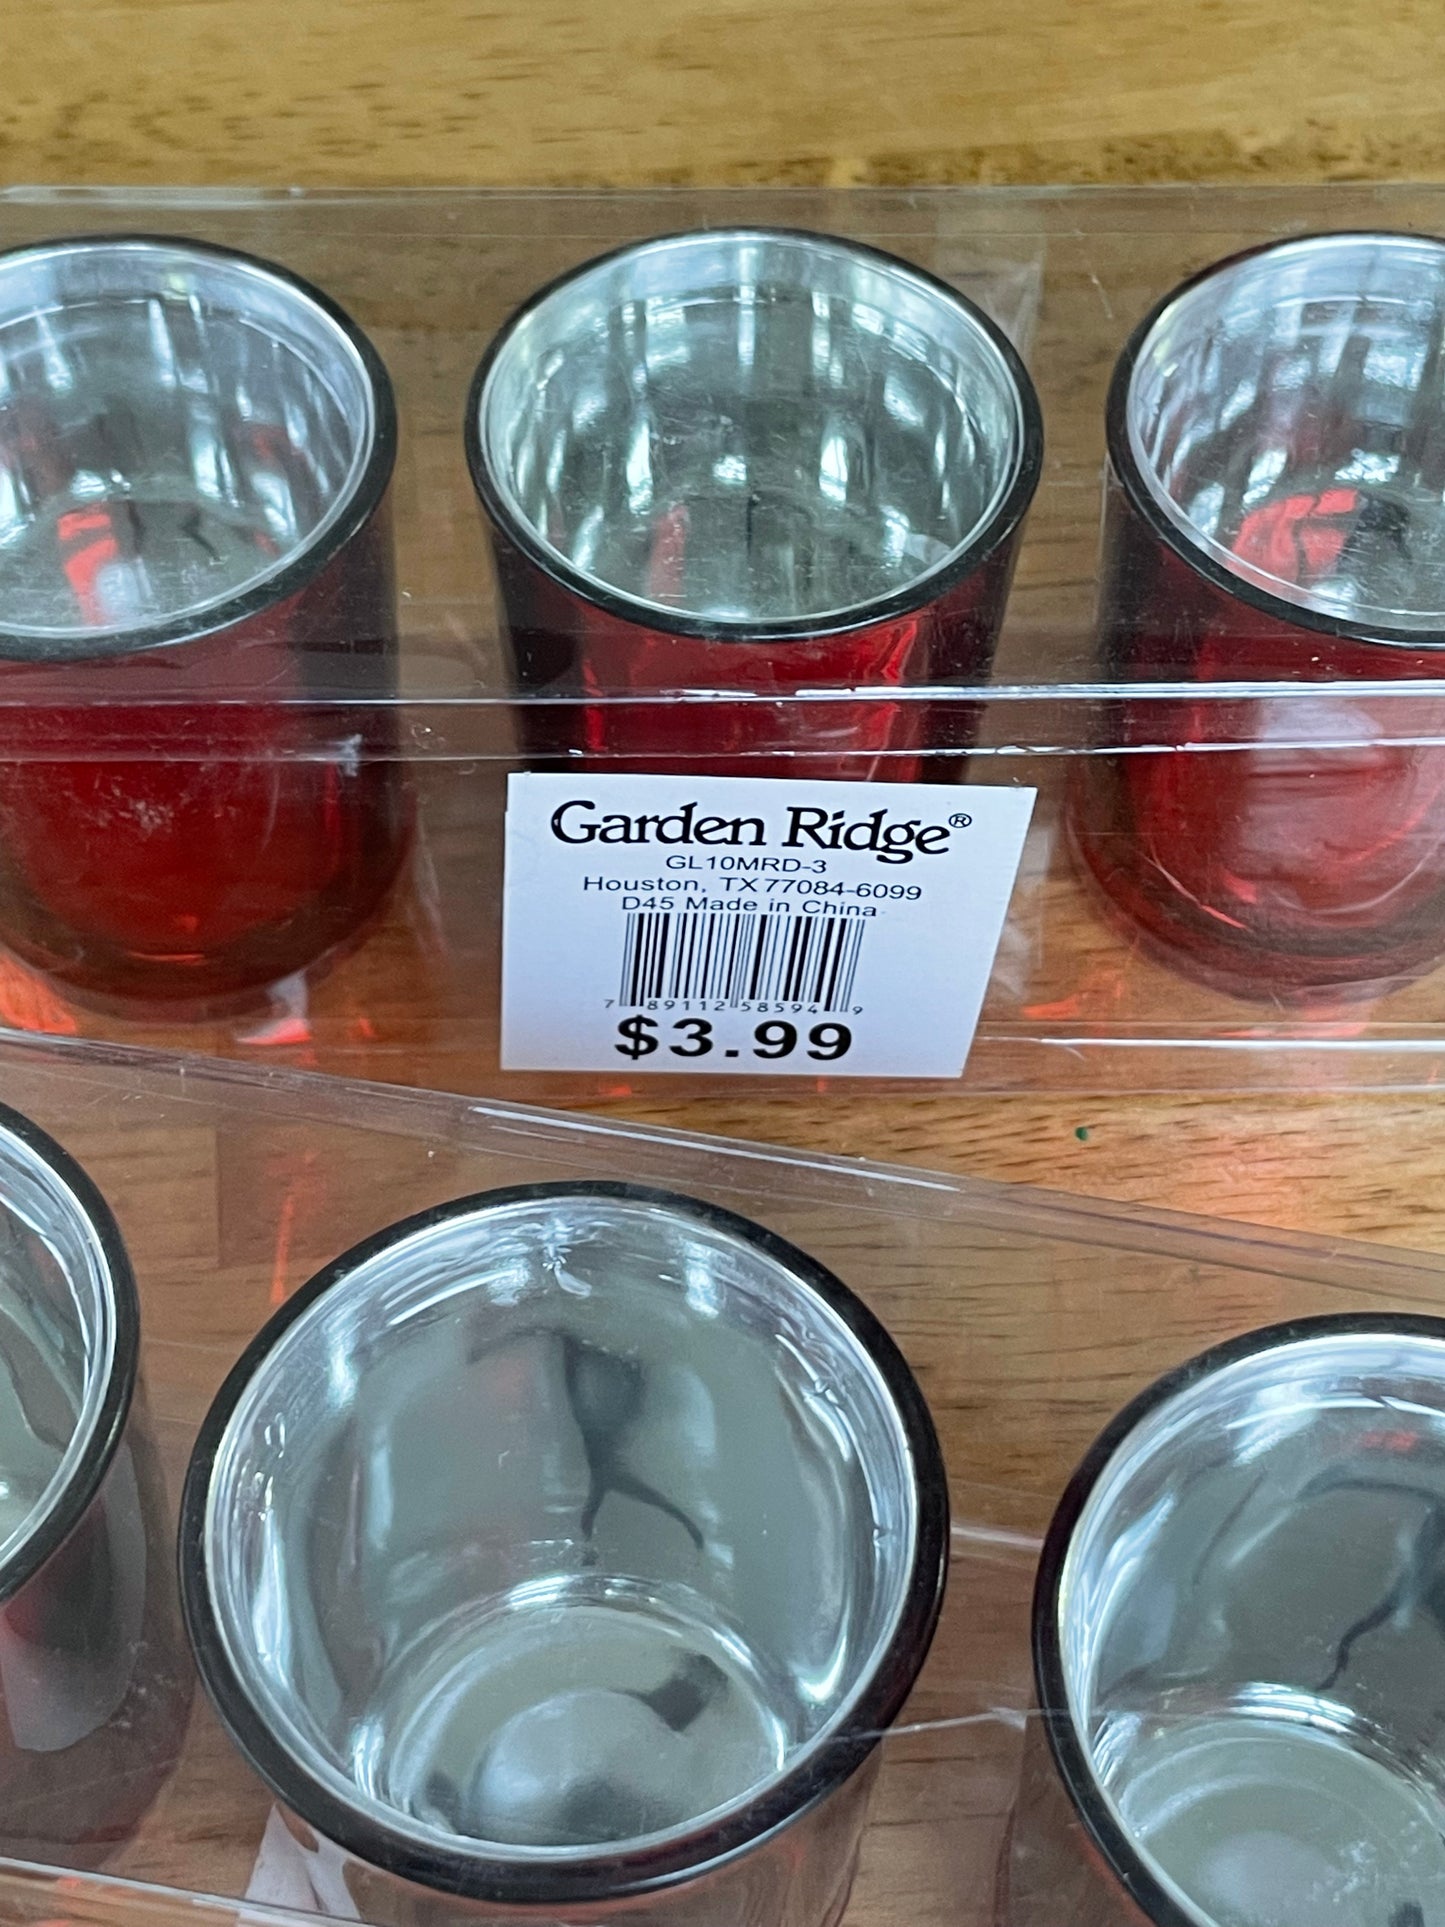 Garden Ridge®
GL10MRD-3
Houston, TX 77084-6099
D45 Made in China
7 89112 58594 9
$3.99